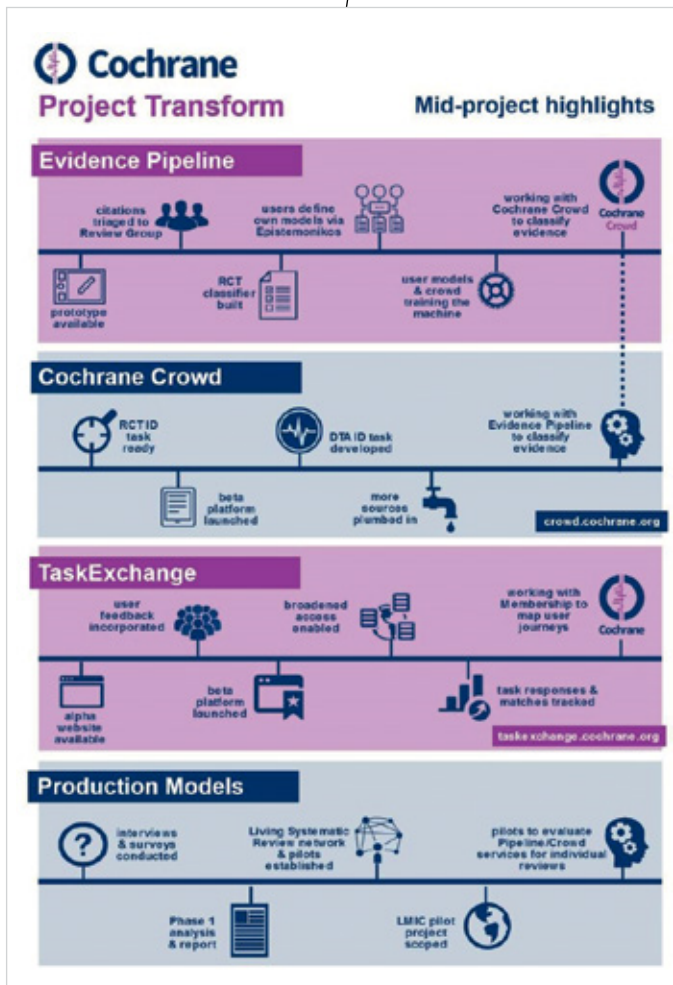 Cochrane
Project Transform
Mid-project highlights
Evidence Pipeline
citations
triaged to
Review Group
users define
own models via
Epistemonikos
working with
Cochrane Crowd
to classify
evidence
Cochrane
Crowd
prototype
available
RCT
classifier
built
user models
& crowd
training the
machine
Cochrane Crowd
RCT ID
task
ready
DTA ID task
developed
working with
Evidence Pipeline
to classify
evidence
beta
platform
launched
more
sources
plumbed in
crowd.cochrane.org
TaskExchange
user
feedback
incorporated
broadened
access
enabled
working with
Membership to
map user
journeys
Cochrane
alpha
website
available
beta
platform
launched
task responses &
matches tracked
taskexchange.cochrane.org
Production Models
?
interviews
& surveys
conducted
Living Systematic
Review network
& pilots
established
pilots to evaluate
Pipeline/Crowd
services for individual
reviews
Phase 1
analysis
& report
LMIC pilot
project
scoped